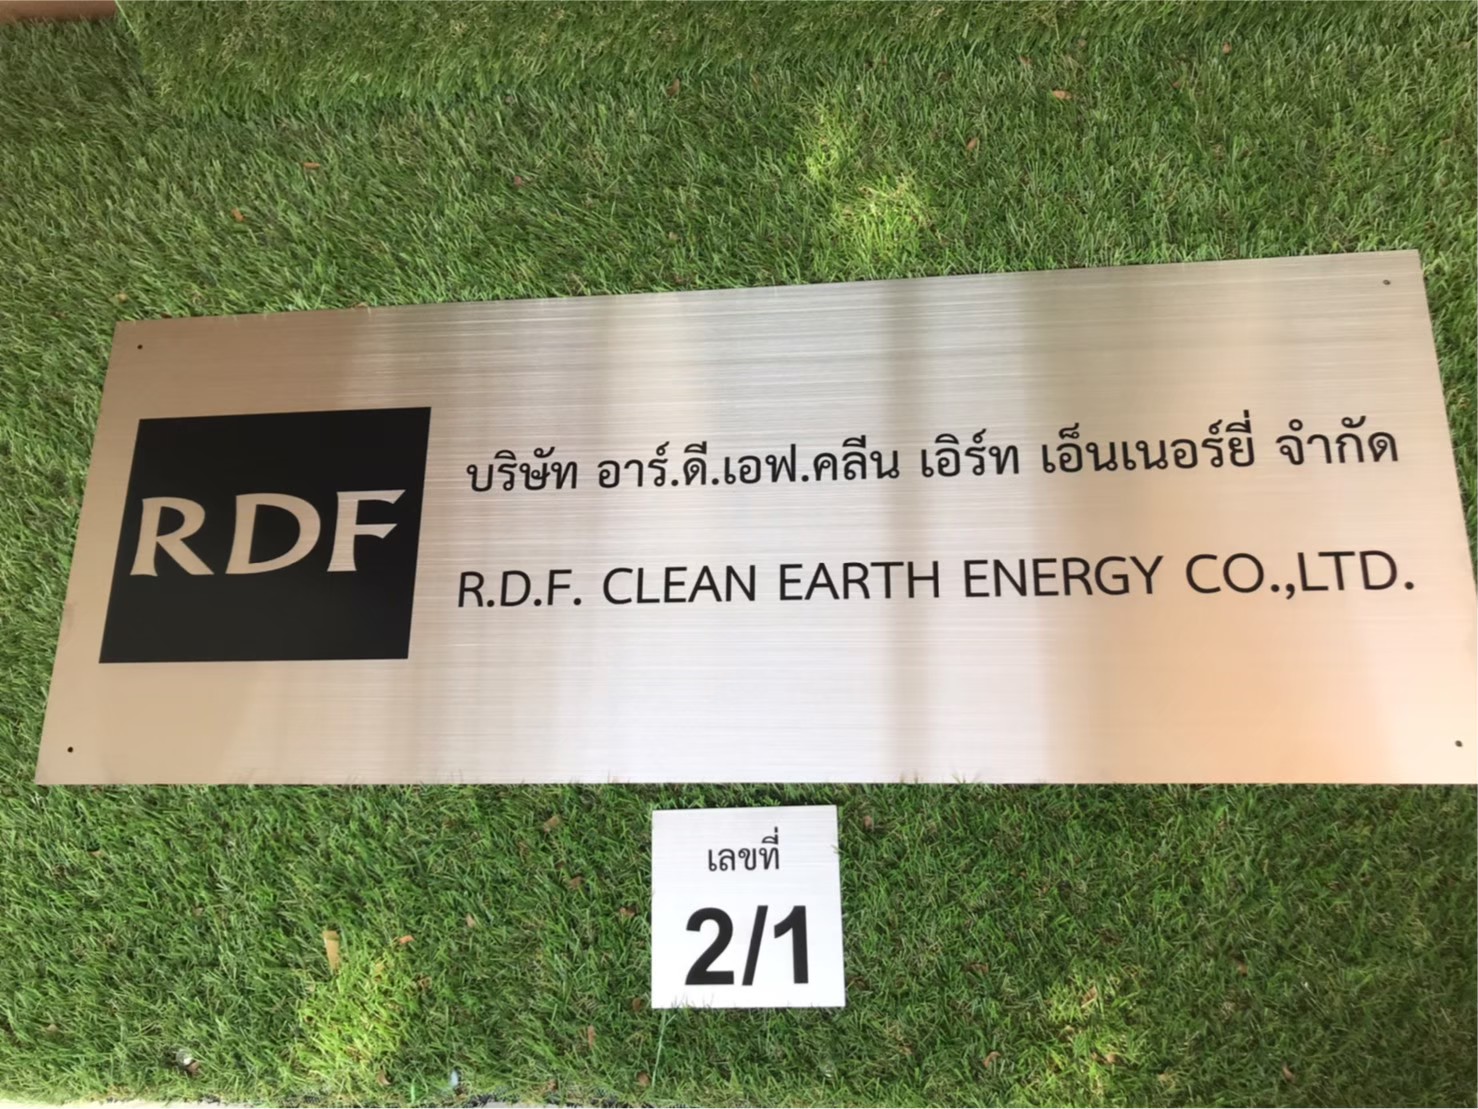 RDF
บริษัท อาร์.ดี.เอฟ.คลีน เอิร์ท เอ็นเนอร์ยี่ จำกัด
R.D.F. CLEAN EARTH ENERGY CO.,LTD.
เลขที่
2/1